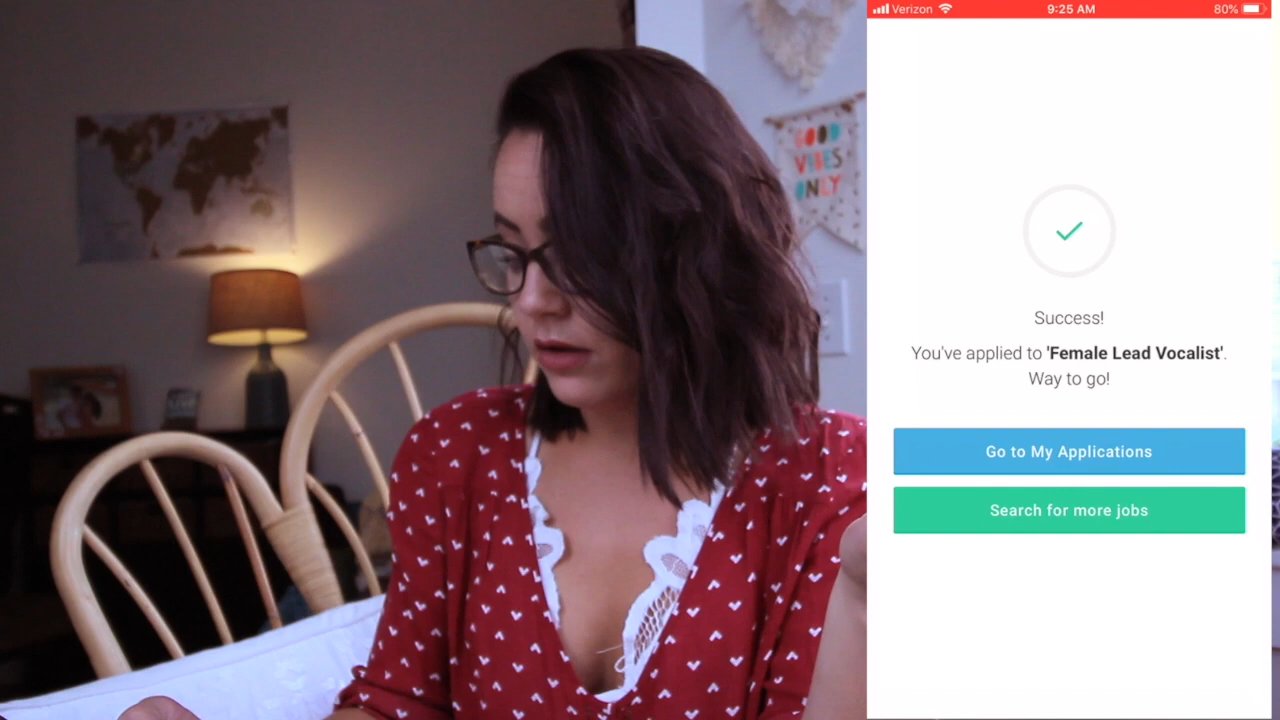 GOOD
VIBES
ONLY
Verizon 9:25 AM 80%
Success!
You've applied to 'Female Lead Vocalist'.
Way to go!
Go to My Applications
Search for more jobs